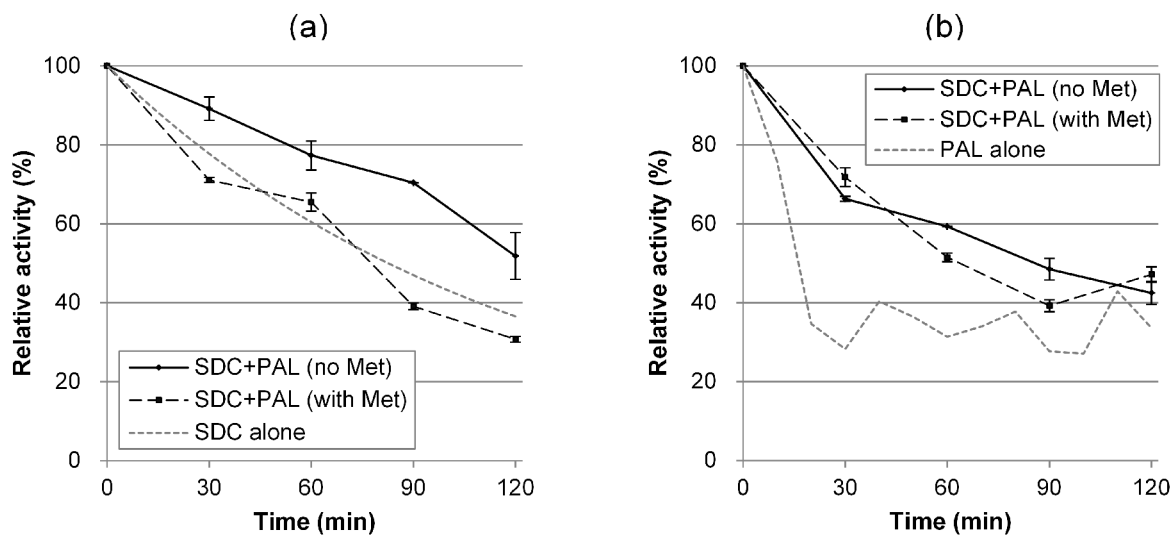 (a)
Relative activity (%)
100
80
60
40
20
0
SDC+PAL (no Met)
SDC+PAL (with Met)
SDC alone
0 30 60 90 120
Time (min)
(b)
Relative activity (%)
100
80
60
40
20
0
SDC+PAL (no Met)
SDC+PAL (with Met)
PAL alone
0 30 60 90 120
Time (min)